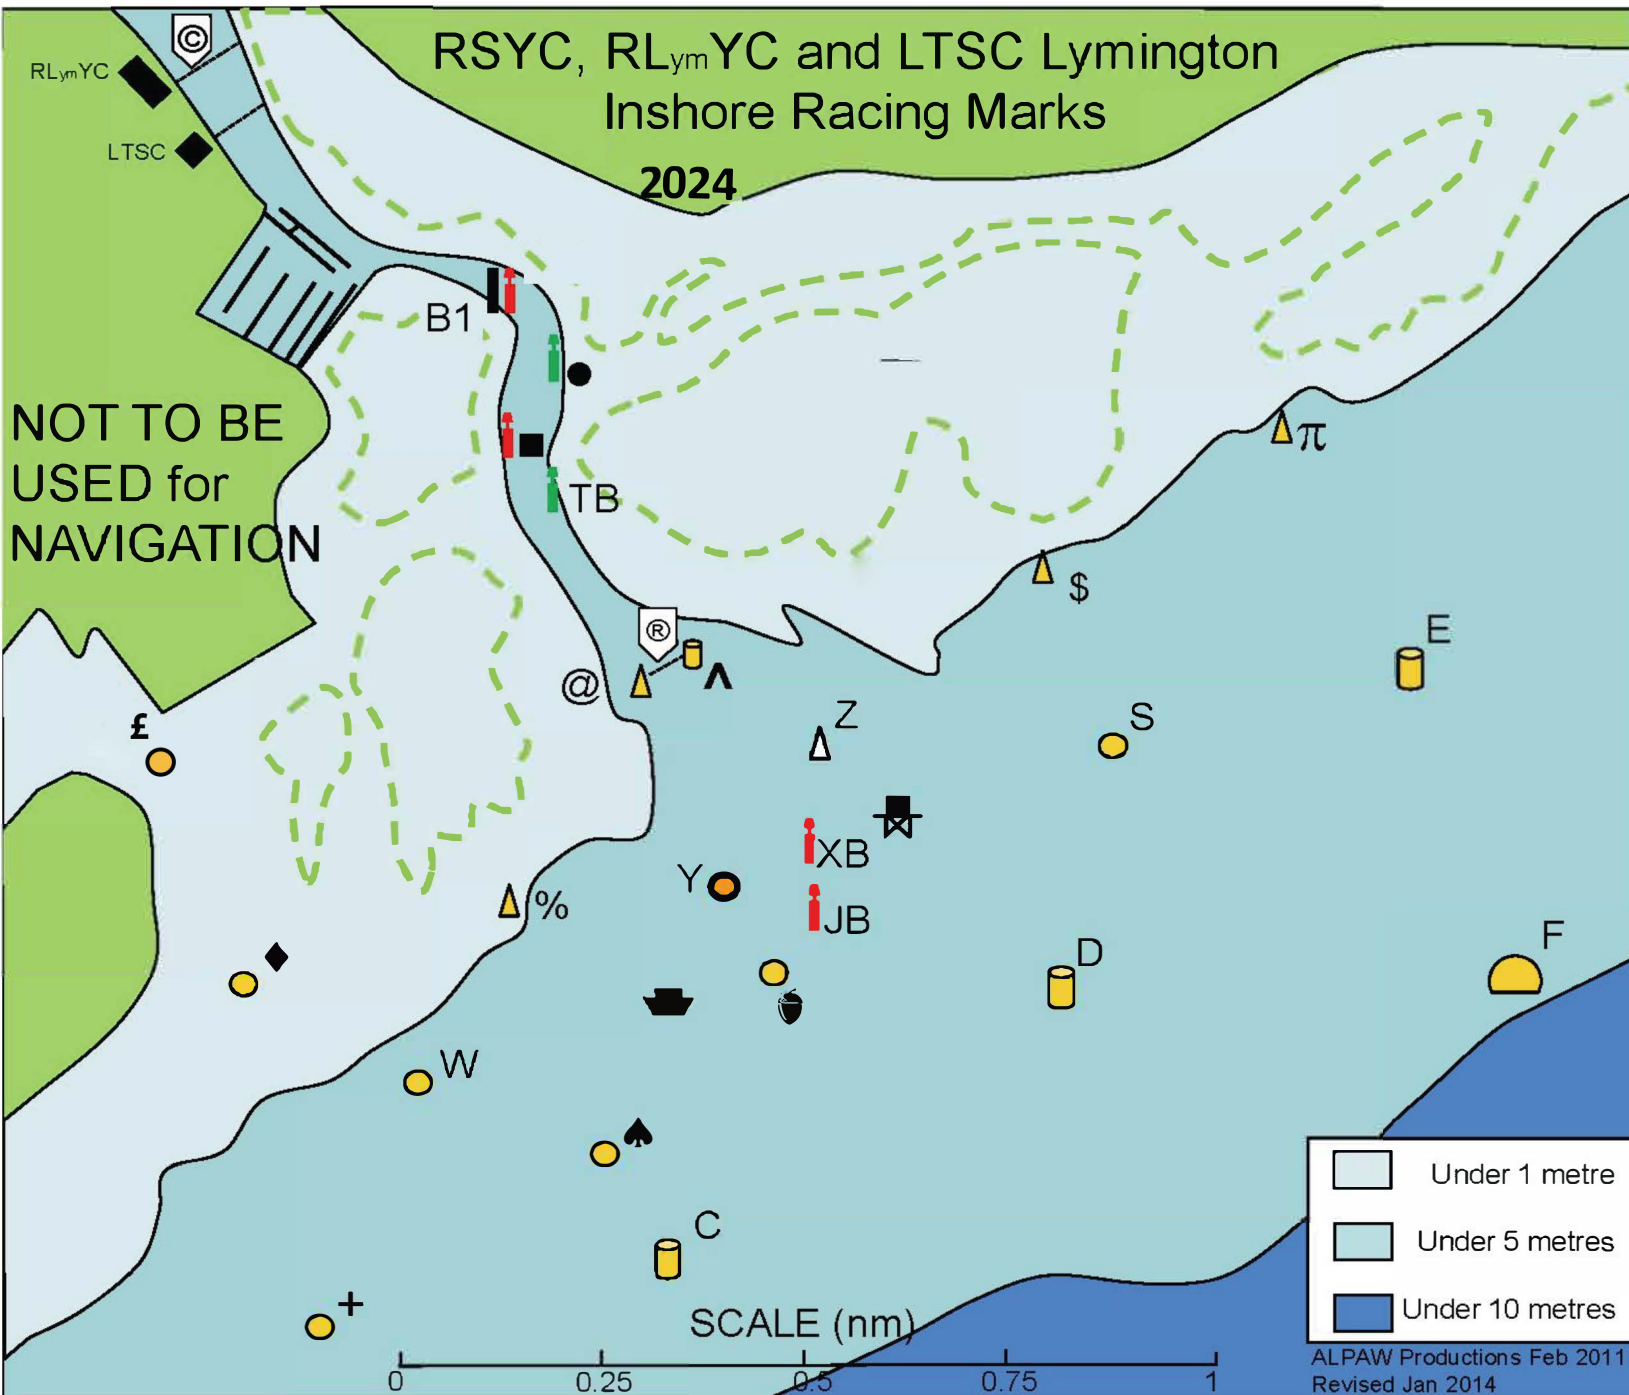 ©
RLymYC
RSYC, RLymYC and LTSC Lymington
Inshore Racing Marks
2024
LTSC
B1
NOT TO BE
USED for
NAVIGATION
TB
π
$
®
@
Λ
E
Z
S
£
XB
Y
JB
%
D
F
W
C
+
SCALE (nm)
0
0.25
0.5
0.75
1
Under 1 metre
Under 5 metres
Under 10 metres
ALPAW Productions Feb 2011
Revised Jan 2014